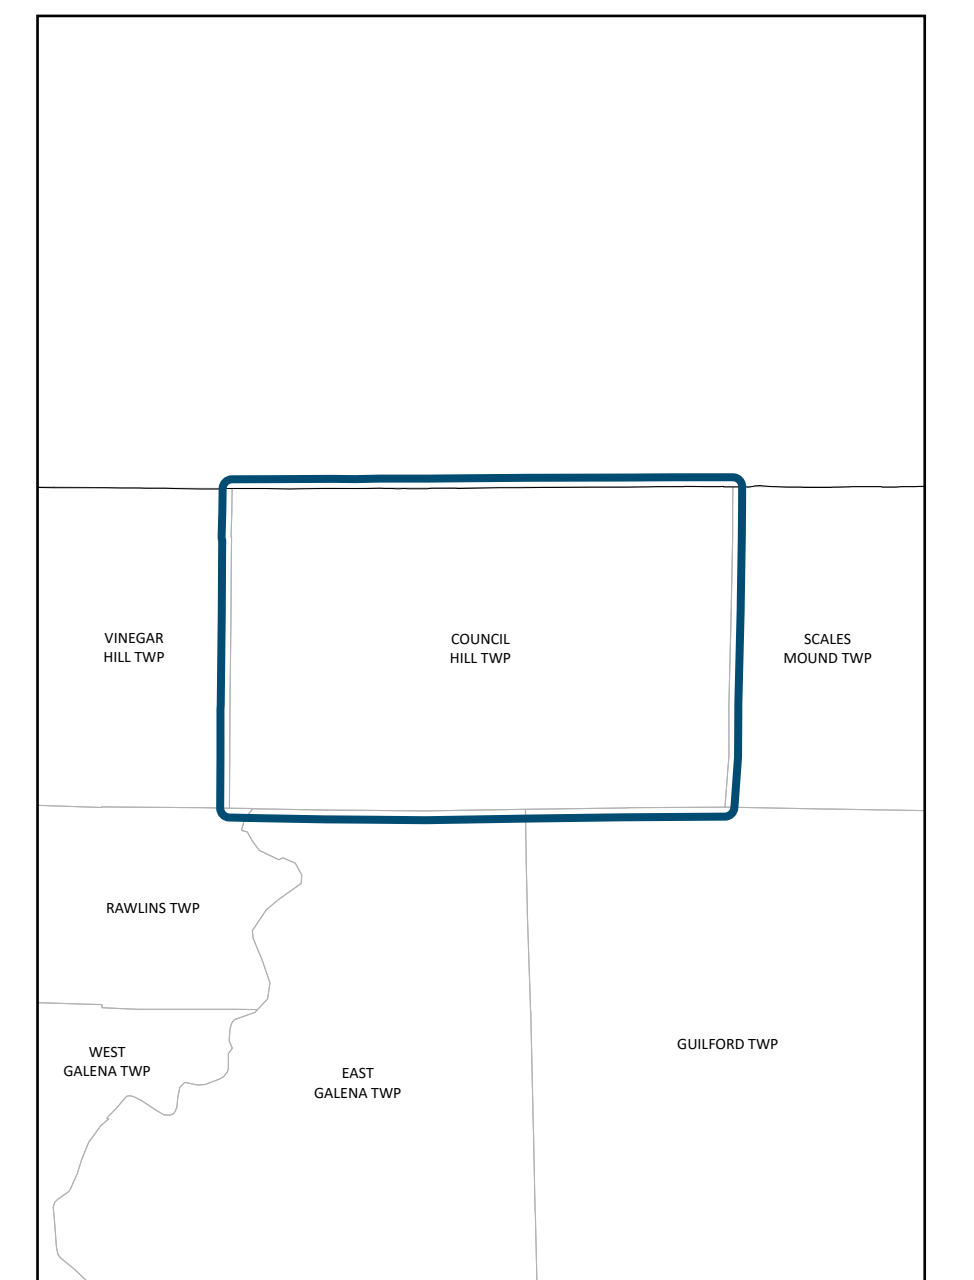 VINEGAR
HILL TWP
COUNCIL
HILL TWP
SCALES
MOUND TWP
RAWLINS TWP
WEST
GALENA TWP
EAST
GALENA TWP
GUILFORD TWP